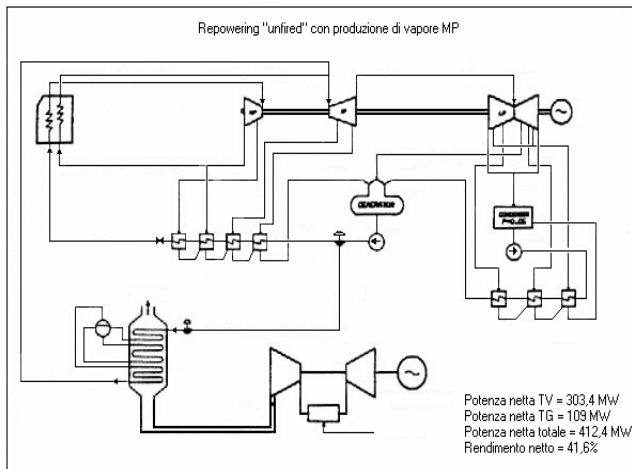 Repowering "unfired" con produzione di vapore MP
Potenza netta TV = 303,4 MW
Potenza netta TG = 109 MW
Potenza netta totale = 412,4 MW
Rendimento netto = 41,6%